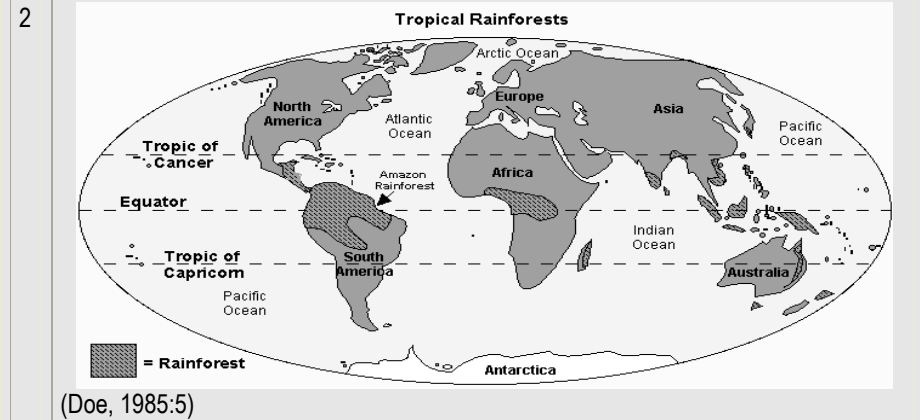 2
Tropical Rainforests
Arctic Ocean
North
America
Europe
Asia
Atlantic
Ocean
Pacific
Ocean
Tropic of
Cancer
Africa
Amazon
Rainforest
Equator
Indian
Ocean
Tropic of
Capricorn
South
America
Australia
Pacific
Ocean
= Rainforest
Antarctica
(Doe, 1985:5)